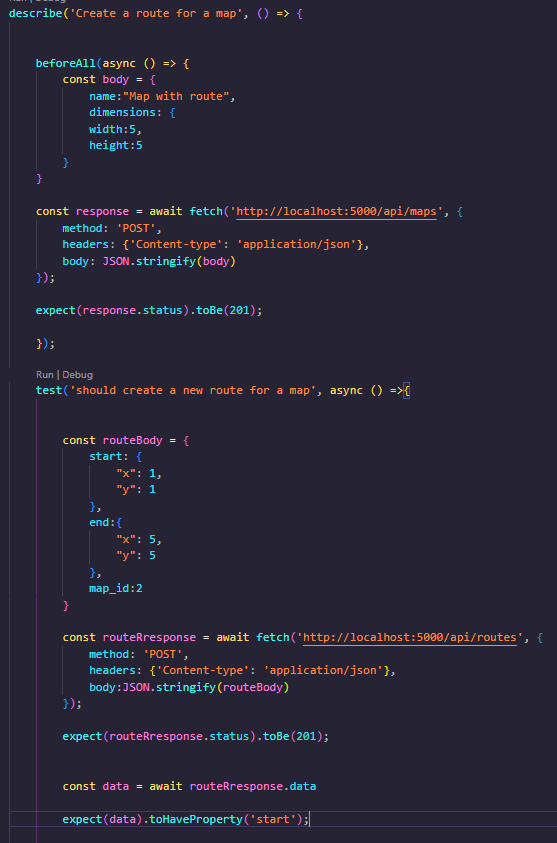 Run | Debug
describe('Create a route for a map', () => {
beforeAll(async () => {
const body = {
name:"Map with route",
dimensions: {
width:5,
height:5
}
}
const response = await fetch('http://localhost:5000/api/maps', {
method: 'POST',
headers: {'Content-type': 'application/json'},
body: JSON.stringify(body)
});
expect(response.status).toBe(201);
});
Run | Debug
test('should create a new route for a map', async () =>{
const routeBody = {
start: {
"x": 1,
"y": 1
},
end:{
"x": 5,
"y": 5
},
map_id:2
}
const routeRresponse = await fetch('http://localhost:5000/api/routes', {
method: 'POST',
headers: {'Content-type': 'application/json'},
body:JSON.stringify(routeBody)
});
expect(routeRresponse.status).toBe(201);
const data = await routeRresponse.data
expect(data).toHaveProperty('start');